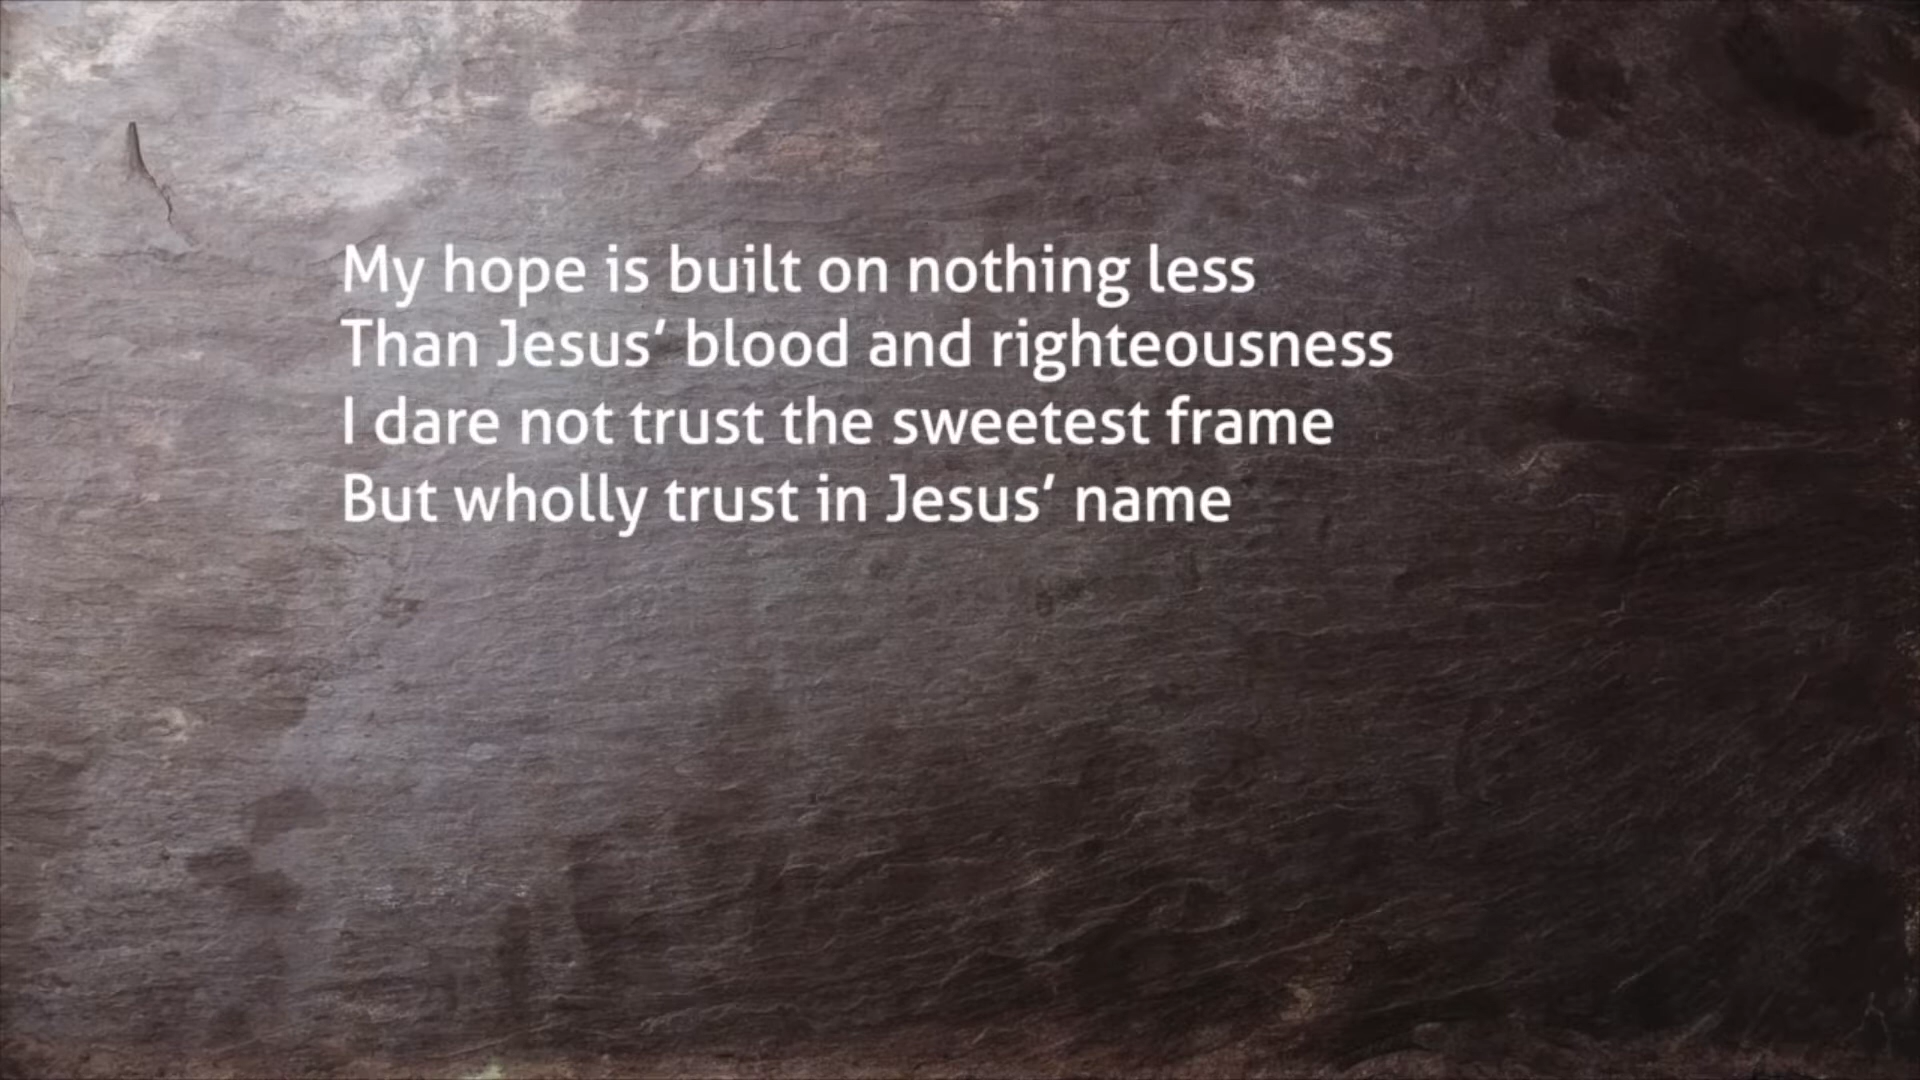 My hope is built on nothing less
Than Jesus’ blood and righteousness
I dare not trust the sweetest frame
But wholly trust in Jesus’ name